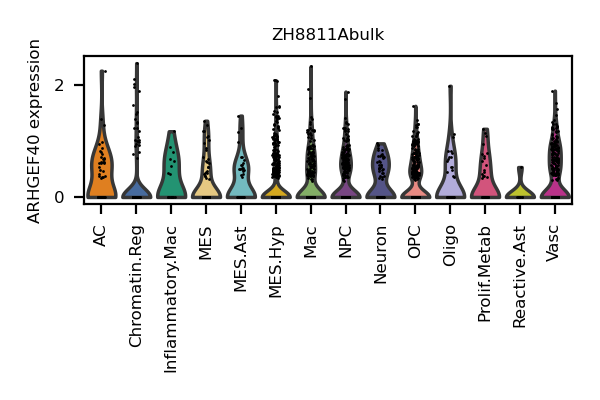 ZH8811Abulk
ARHGEF40 expression
2
0
AC
Chromatin.Reg
Inflammatory.Mac
MES
MES.Ast
MES.Hyp
Mac
NPC
Neuron
OPC
Oligo
Prolif.Metab
Reactive.Ast
Vasc